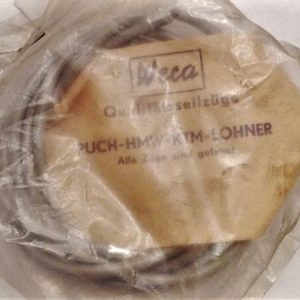 Weca
Qualitätsseilzüge
PUCH-HMW-KTM-LOHNER
Alle Züge sind gefettet